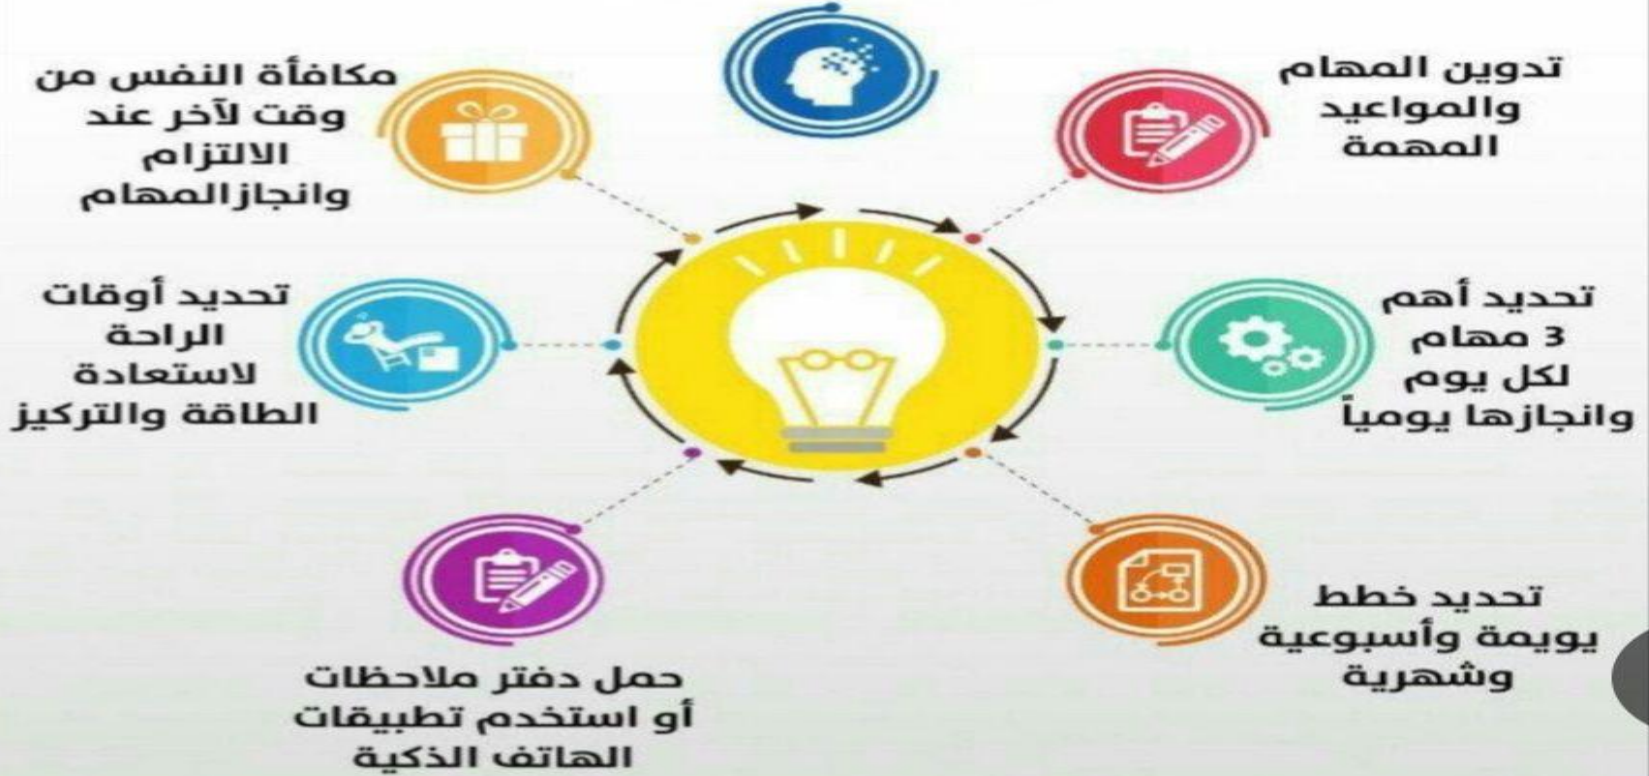 تدوين المهام
والمواعيد
المهمة
تحديد أهم
3 مهام
لكل يوم
وانجازها يومياً
تحديد خطط
يويمة وأسبوعية
وشهرية
حمل دفتر ملاحظات
أو استخدم تطبيقات
الهاتف الذكية
تحديد أوقات
الراحة
لاستعادة
الطاقة والتركيز
مكافأة النفس من
وقت لآخر عند
الالتزام
وانجازالمهام